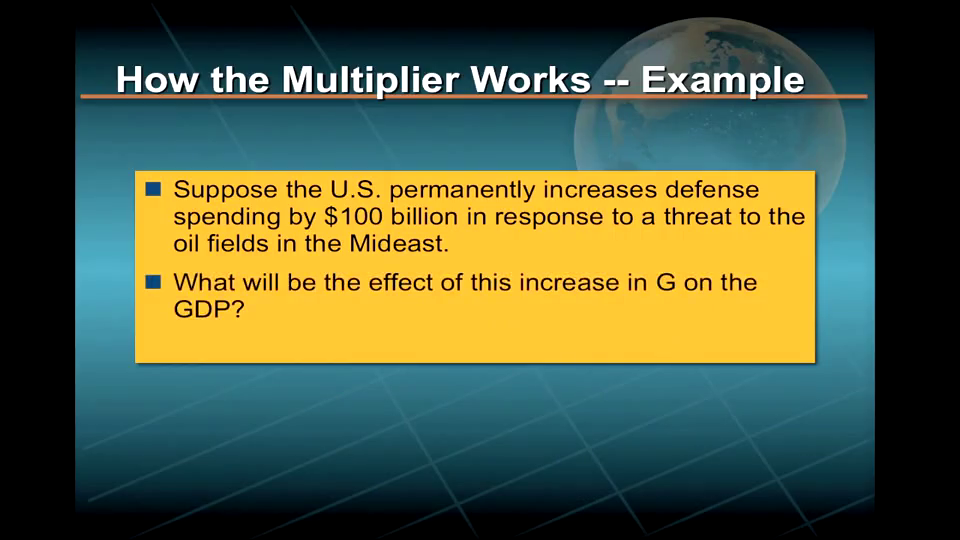 How the Multiplier Works -- Example
Suppose the U.S. permanently increases defense
spending by $100 billion in response to a threat to the
oil fields in the Mideast.
What will be the effect of this increase in G on the
GDP?